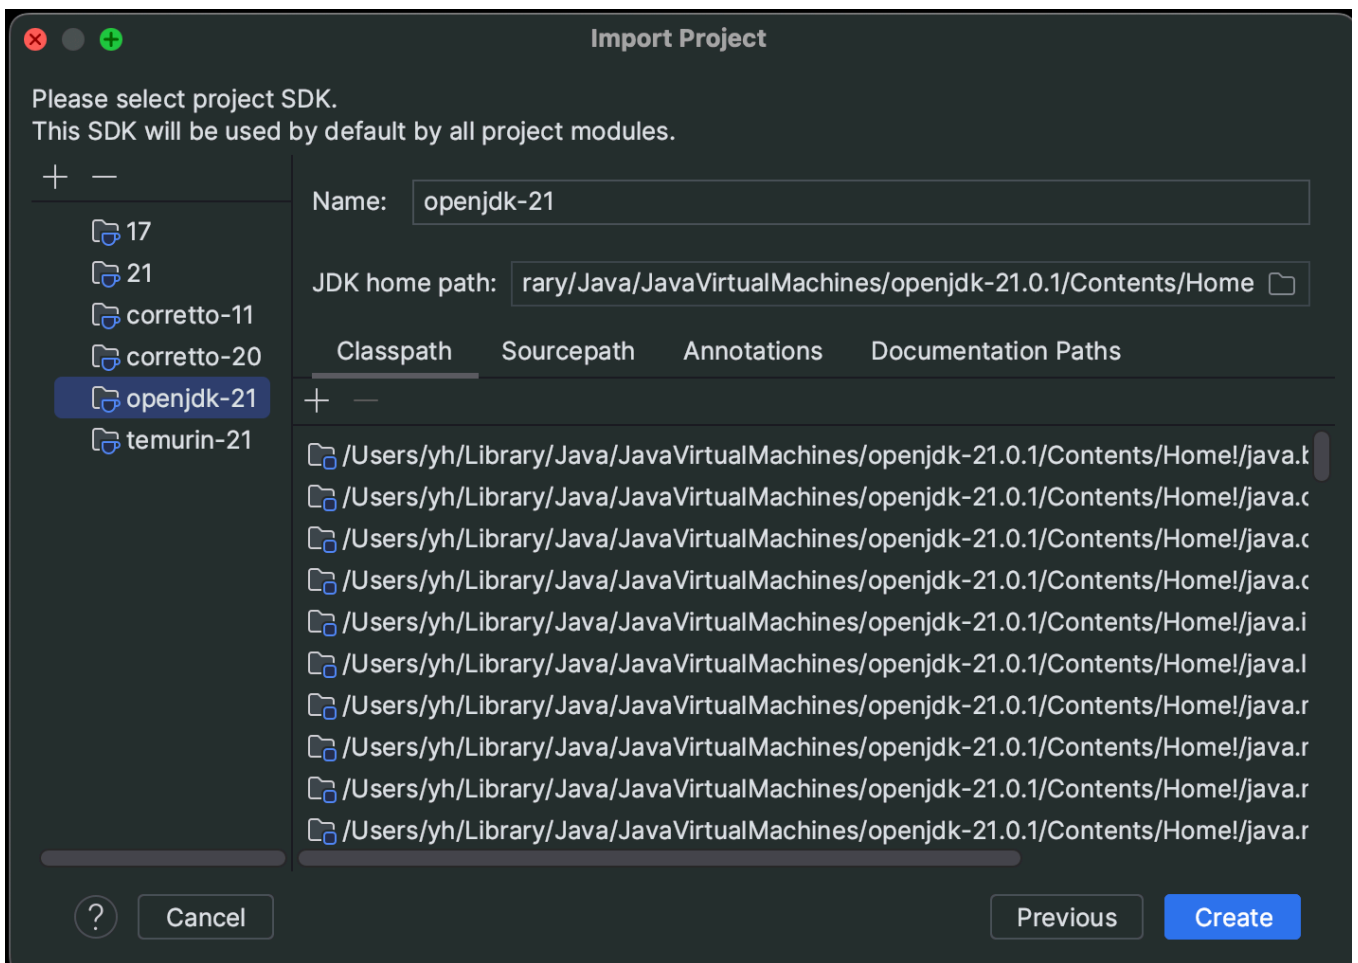 Import Project
Please select project SDK.
This SDK will be used by default by all project modules.
17
21
corretto-11
corretto-20
openjdk-21
temurin-21
Name: openjdk-21
JDK home path: rary/Java/JavaVirtualMachines/openjdk-21.0.1/Contents/Home
Classpath Sourcepath Annotations Documentation Paths
/Users/yh/Library/Java/JavaVirtualMachines/openjdk-21.0.1/Contents/Home!/java.b
/Users/yh/Library/Java/JavaVirtualMachines/openjdk-21.0.1/Contents/Home!/java.c
/Users/yh/Library/Java/JavaVirtualMachines/openjdk-21.0.1/Contents/Home!/java.c
/Users/yh/Library/Java/JavaVirtualMachines/openjdk-21.0.1/Contents/Home!/java.c
/Users/yh/Library/Java/JavaVirtualMachines/openjdk-21.0.1/Contents/Home!/java.i
/Users/yh/Library/Java/JavaVirtualMachines/openjdk-21.0.1/Contents/Home!/java.l
/Users/yh/Library/Java/JavaVirtualMachines/openjdk-21.0.1/Contents/Home!/java.r
/Users/yh/Library/Java/JavaVirtualMachines/openjdk-21.0.1/Contents/Home!/java.r
/Users/yh/Library/Java/JavaVirtualMachines/openjdk-21.0.1/Contents/Home!/java.r
/Users/yh/Library/Java/JavaVirtualMachines/openjdk-21.0.1/Contents/Home!/java.r
? Cancel Previous Create